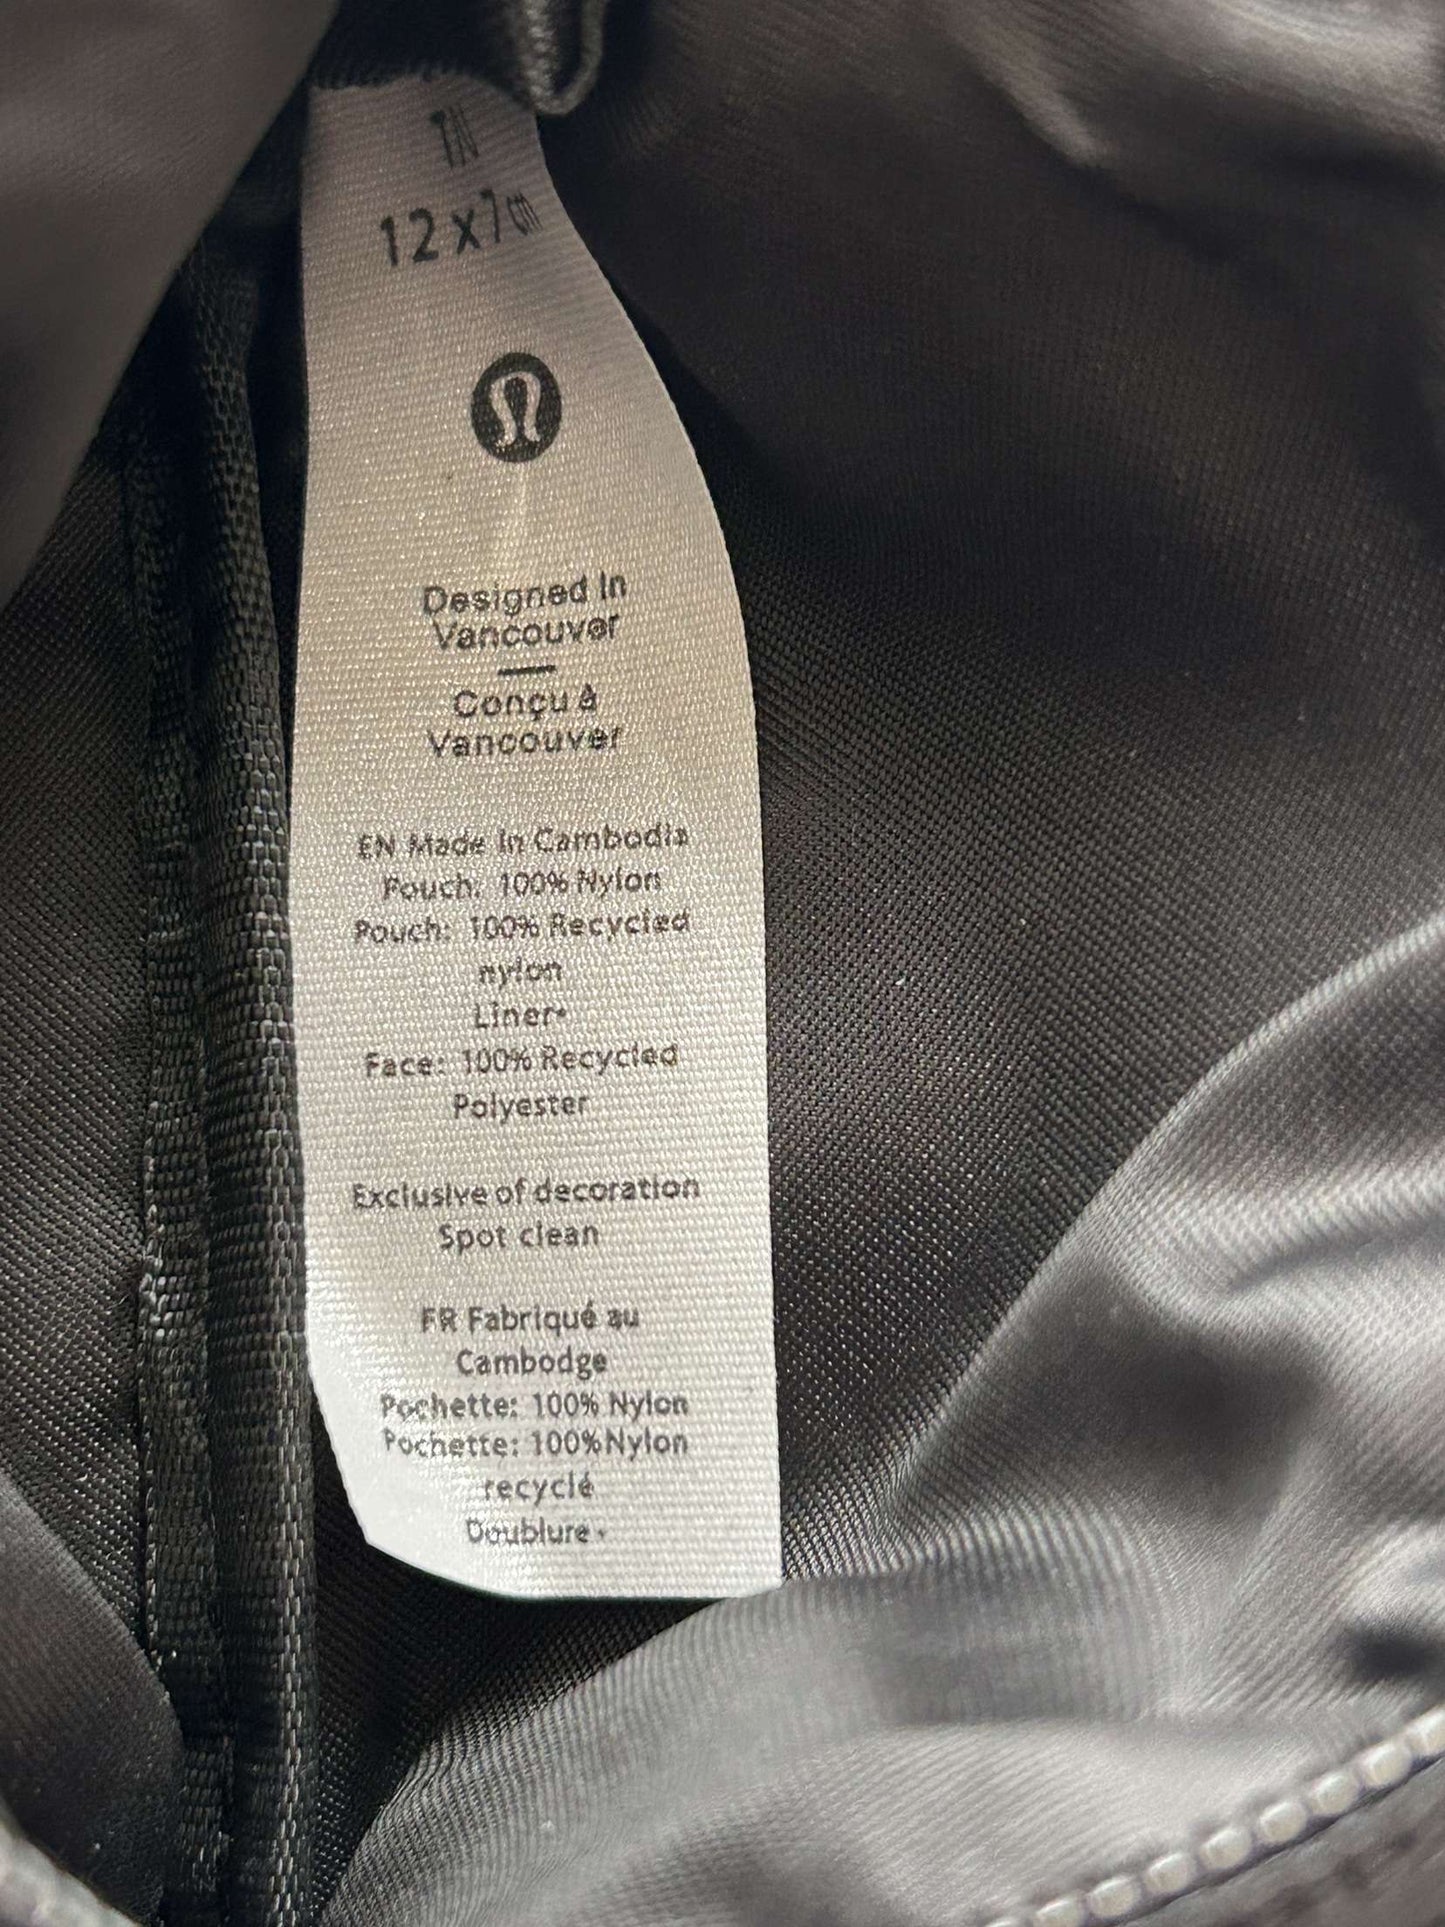 12 x 7 cm
Designed in
Vancouver
—
Conçu à
Vancouver
EN Made in Cambodia
Pouch: 100% Nylon
Pouch: 100% Recycled
nylon
Liner•
Face: 100% Recycled
Polyester
Exclusive of decoration
Spot clean
FR Fabriqué au
Cambodge
Pochette: 100% Nylon
Pochette: 100% Nylon
recyclé
Doublure •